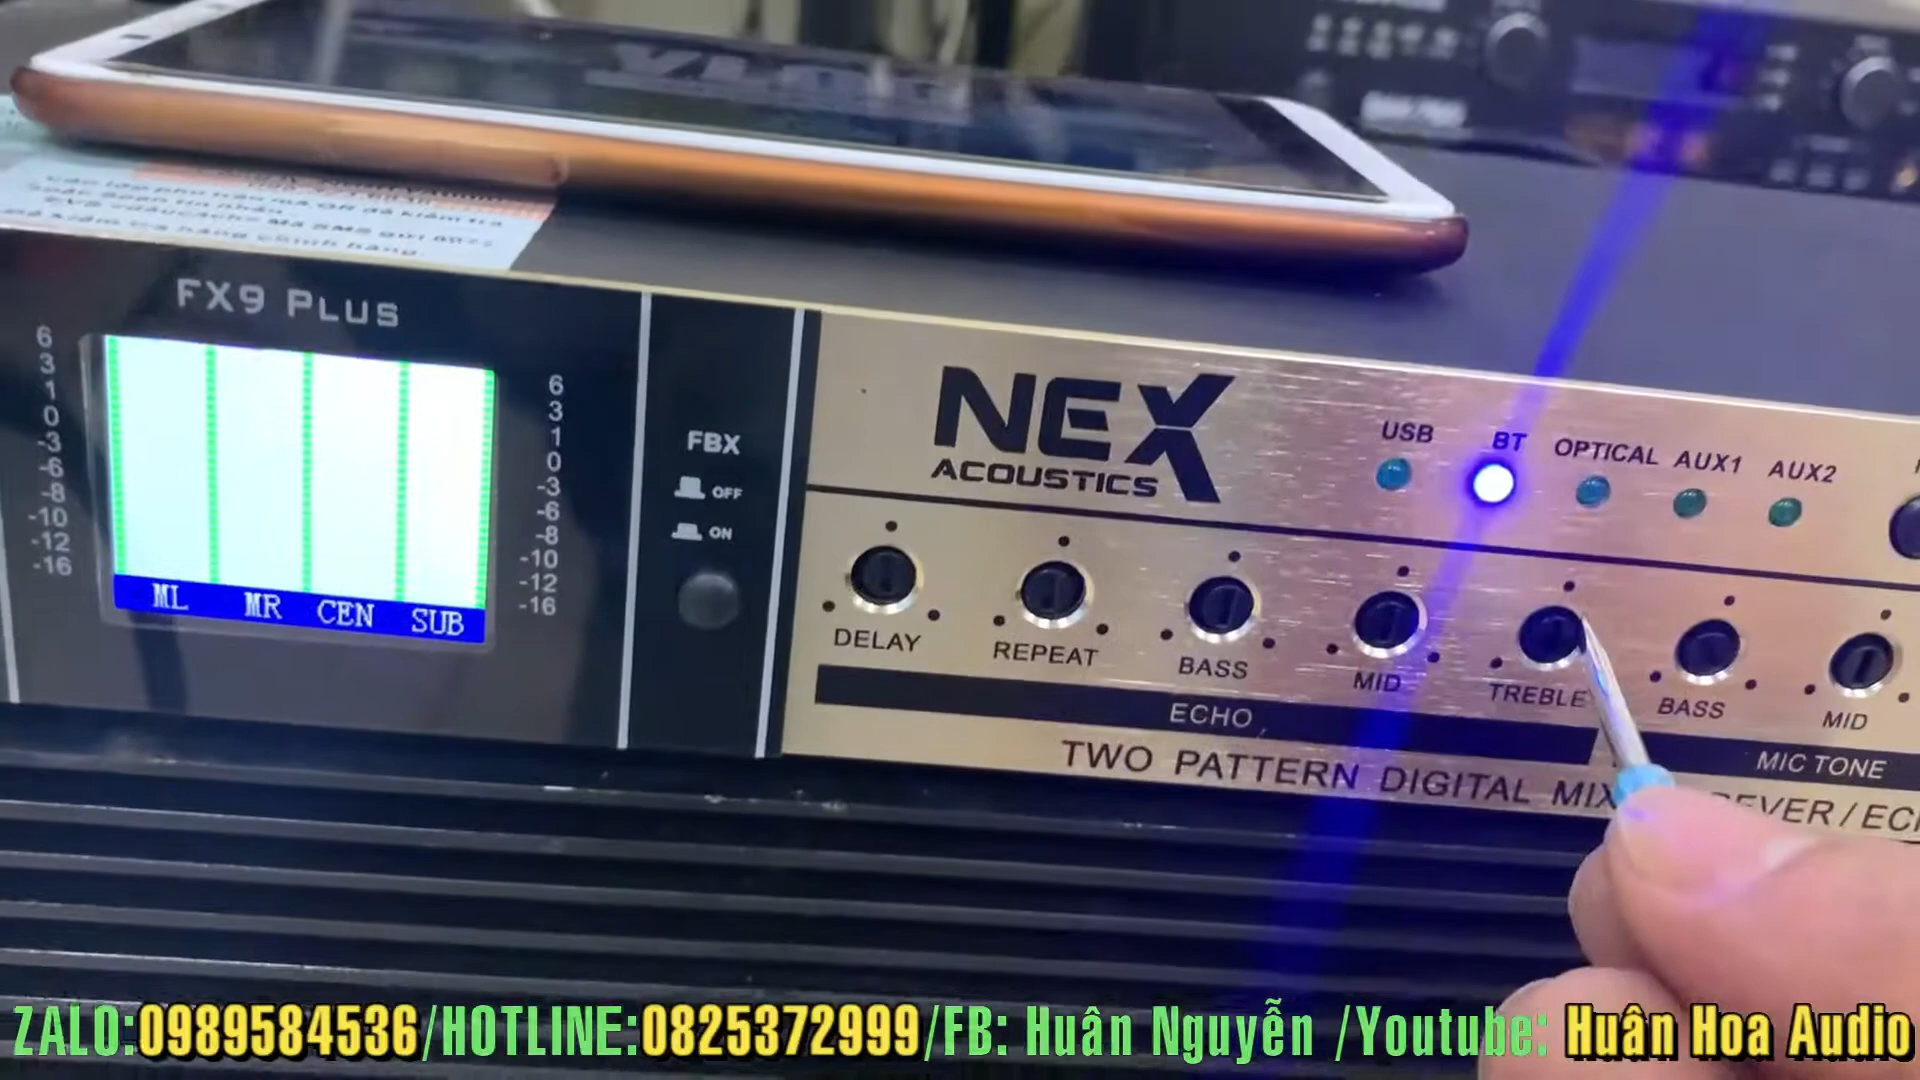 FX9 PLUS
6
3
1
0
-3
-6
-8
-10
-12
-16
ML MR CEN SUB
6
3
1
0
-3
-6
-8
-10
-12
-16
FBX
OFF
ON
NEX
ACOUSTICS
USB BT OPTICAL AUX1 AUX2
DELAY REPEAT BASS MID TREBLE BASS MID
ECHO MIC TONE
TWO PATTERN DIGITAL
ZALO:0989584536/HOTLINE:0825372999/FB: Huân Nguyễn /Youtube: Huân Hoa Audio